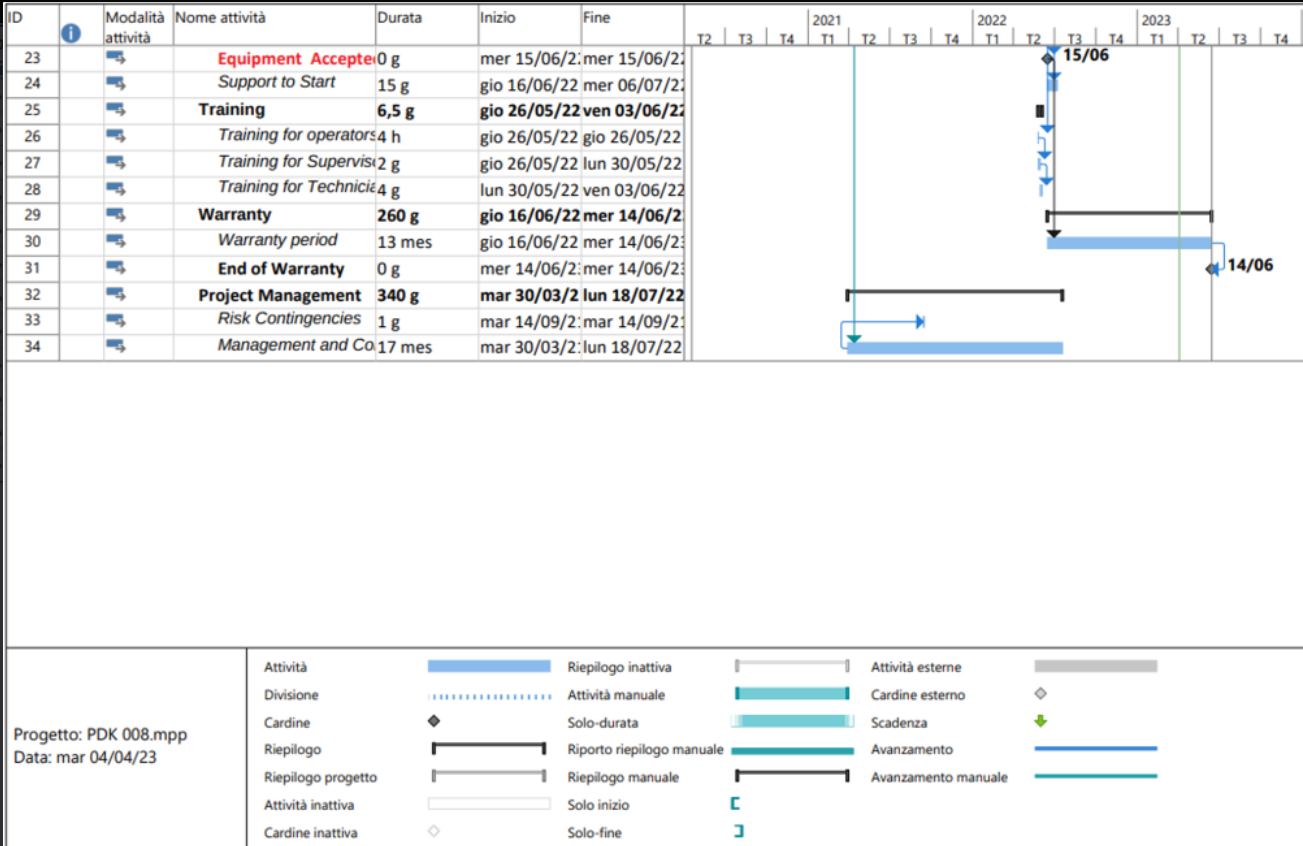 ID Modalità attività Nome attività Durata Inizio Fine
2021 2022 2023
T2 T3 T4 T1 T2 T3 T4 T1 T2 T3 T4 T1 T2 T3 T4
23 Equipment Accepte 0 g mer 15/06/2 mer 15/06/22
15/06
24 Support to Start 15 g gio 16/06/22 mer 06/07/22
25 Training 6,5 g gio 26/05/22 ven 03/06/22
26 Training for operators 4 h gio 26/05/22 gio 26/05/22
27 Training for Supervis 2 g gio 26/05/22 lun 30/05/22
28 Training for Technicia 4 g lun 30/05/22 ven 03/06/22
29 Warranty 260 g gio 16/06/22 mer 14/06/2
30 Warranty period 13 mes gio 16/06/22 mer 14/06/23
31 End of Warranty 0 g mer 14/06/2 mer 14/06/23
14/06
32 Project Management 340 g mar 30/03/2 lun 18/07/22
33 Risk Contingencies 1 g mar 14/09/2 mar 14/09/2
34 Management and Co 17 mes mar 30/03/2 lun 18/07/22
Progetto: PDK 008.mpp
Data: mar 04/04/23
Attività
Divisione
Cardine
Riepilogo
Riepilogo progetto
Attività inattiva
Cardine inattiva
Riepilogo inattiva
Attività manuale
Solo-durata
Riporto riepilogo manuale
Riepilogo manuale
Solo inizio
Solo-fine
Attività esterne
Cardine esterno
Scadenza
Avanzamento
Avanzamento manuale